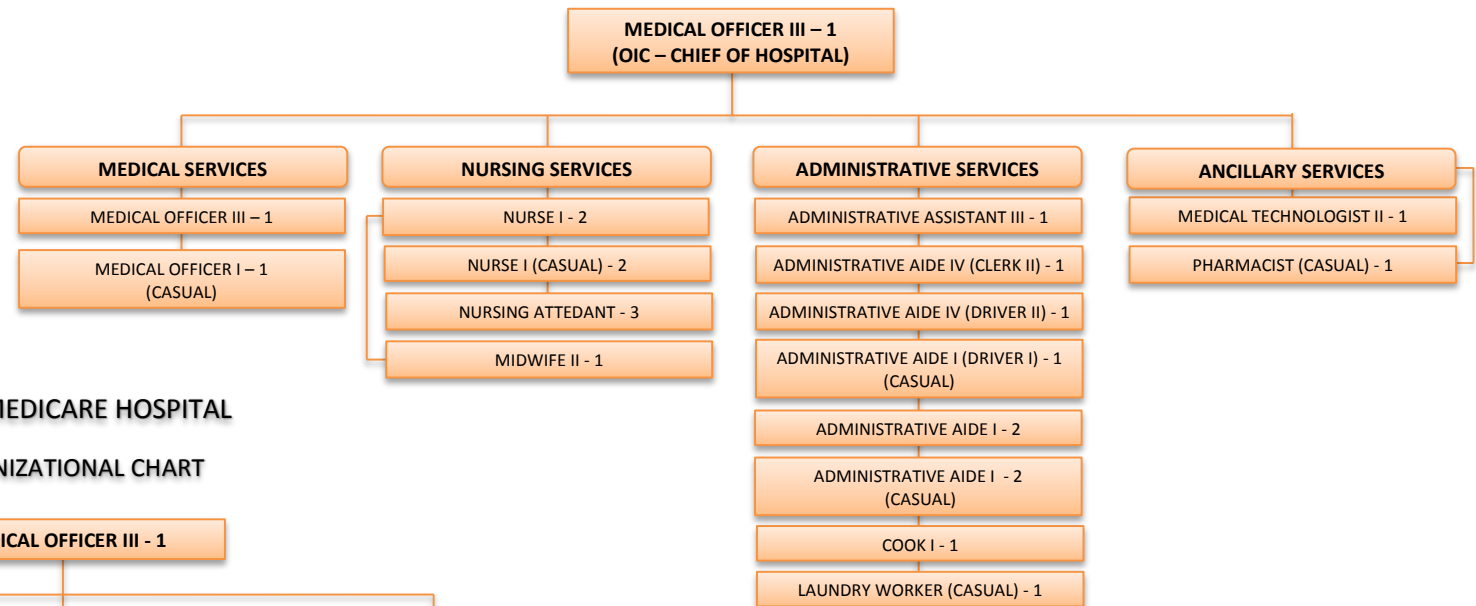 MEDICAL OFFICER III – 1
(OIC – CHIEF OF HOSPITAL)
MEDICAL SERVICES
MEDICAL OFFICER III – 1
MEDICAL OFFICER I – 1
(CASUAL)
NURSING SERVICES
NURSE I - 2
NURSE I (CASUAL) - 2
NURSING ATTEDANT - 3
MIDWIFE II - 1
ADMINISTRATIVE SERVICES
ADMINISTRATIVE ASSISTANT III - 1
ADMINISTRATIVE AIDE IV (CLERK II) - 1
ADMINISTRATIVE AIDE IV (DRIVER II) - 1
ADMINISTRATIVE AIDE I (DRIVER I) - 1
(CASUAL)
ADMINISTRATIVE AIDE I - 2
ADMINISTRATIVE AIDE I - 2
(CASUAL)
COOK I - 1
LAUNDRY WORKER (CASUAL) - 1
ANCILLARY SERVICES
MEDICAL TECHNOLOGIST II - 1
PHARMACIST (CASUAL) - 1
MEDICARE HOSPITAL
NIZATIONAL CHART
ICAL OFFICER III - 1